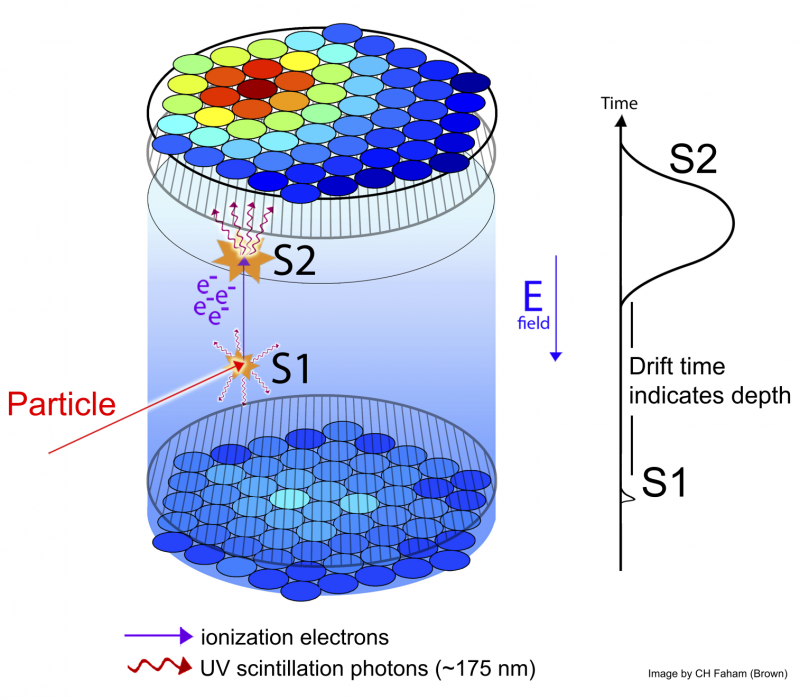 Time
S2
S2
e-
e-e-
e-
E
field
Drift time
indicates depth
S1
Particle
S1
ionization electrons
UV scintillation photons (~175 nm)
Image by CH Faham (Brown)